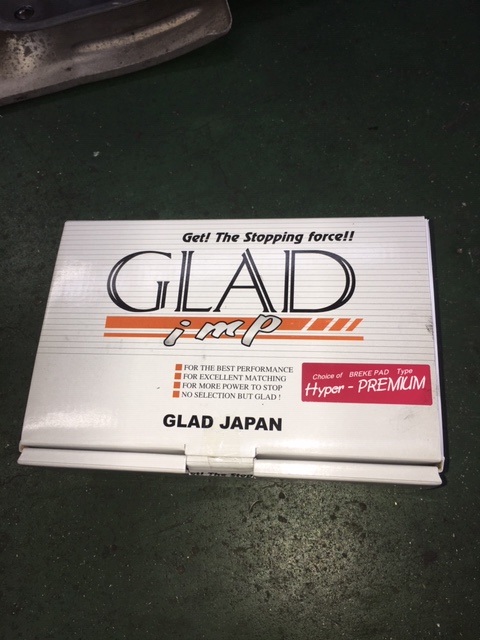 Get! The Stopping force!!
GLAD
imp
FOR THE BEST PERFORMANCE
FOR EXCELLENT MATCHING
FOR MORE POWER TO STOP
NO SELECTION BUT GLAD !
Choice of BREKE PAD Type
Hyper - PREMIUM
GLAD JAPAN